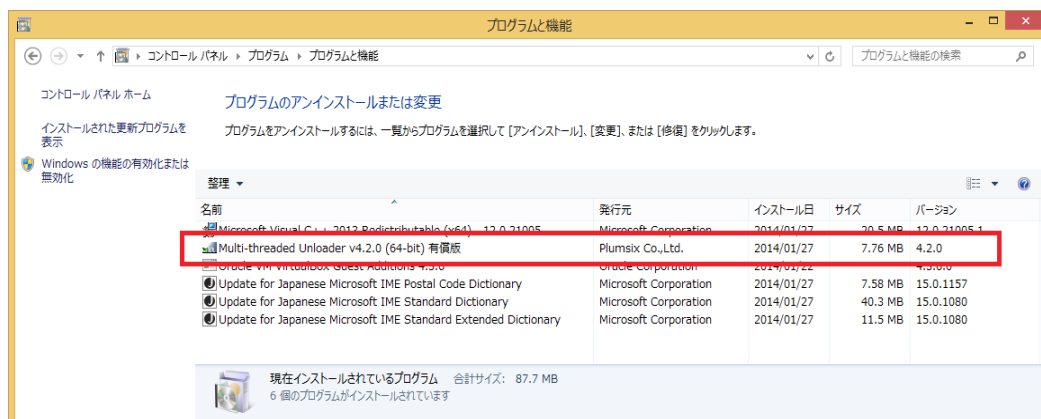 プログラムと機能
コントロール パネル ▸ プログラム ▸ プログラムと機能
プログラムと機能の検索
コントロール パネル ホーム
インストールされた更新プログラムを
表示
Windows の機能の有効化または
無効化
プログラムのアンインストールまたは変更
プログラムをアンインストールするには、一覧からプログラムを選択して [アンインストール]、[変更]、または [修復] をクリックします。
整理
名前 発行元 インストール日 サイズ バージョン
Microsoft Visual C++ 2013 Redistributable (x64) - 12.0.21005 Microsoft Corporation 2014/01/27 20.5 MB 12.0.21005.1
Multi-threaded Unloader v4.2.0 (64-bit) 有償版 Plumsix Co.,Ltd. 2014/01/27 7.76 MB 4.2.0
Oracle VM VirtualBox Guest Additions 4.3.6 Oracle Corporation 2014/01/22
Update for Japanese Microsoft IME Postal Code Dictionary Microsoft Corporation 2014/01/27 7.58 MB 15.0.1157
Update for Japanese Microsoft IME Standard Dictionary Microsoft Corporation 2014/01/27 40.3 MB 15.0.1080
Update for Japanese Microsoft IME Standard Extended Dictionary Microsoft Corporation 2014/01/27 11.5 MB 15.0.1080
現在インストールされているプログラム 合計サイズ: 87.7 MB
6 個のプログラムがインストールされています